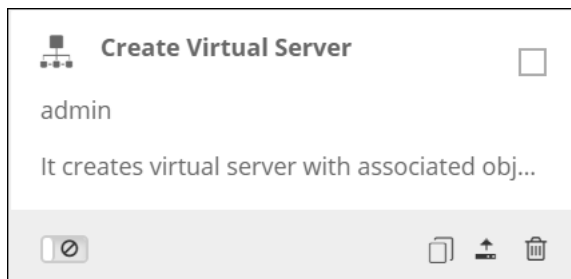 Create Virtual Server
admin
It creates virtual server with associated obj...